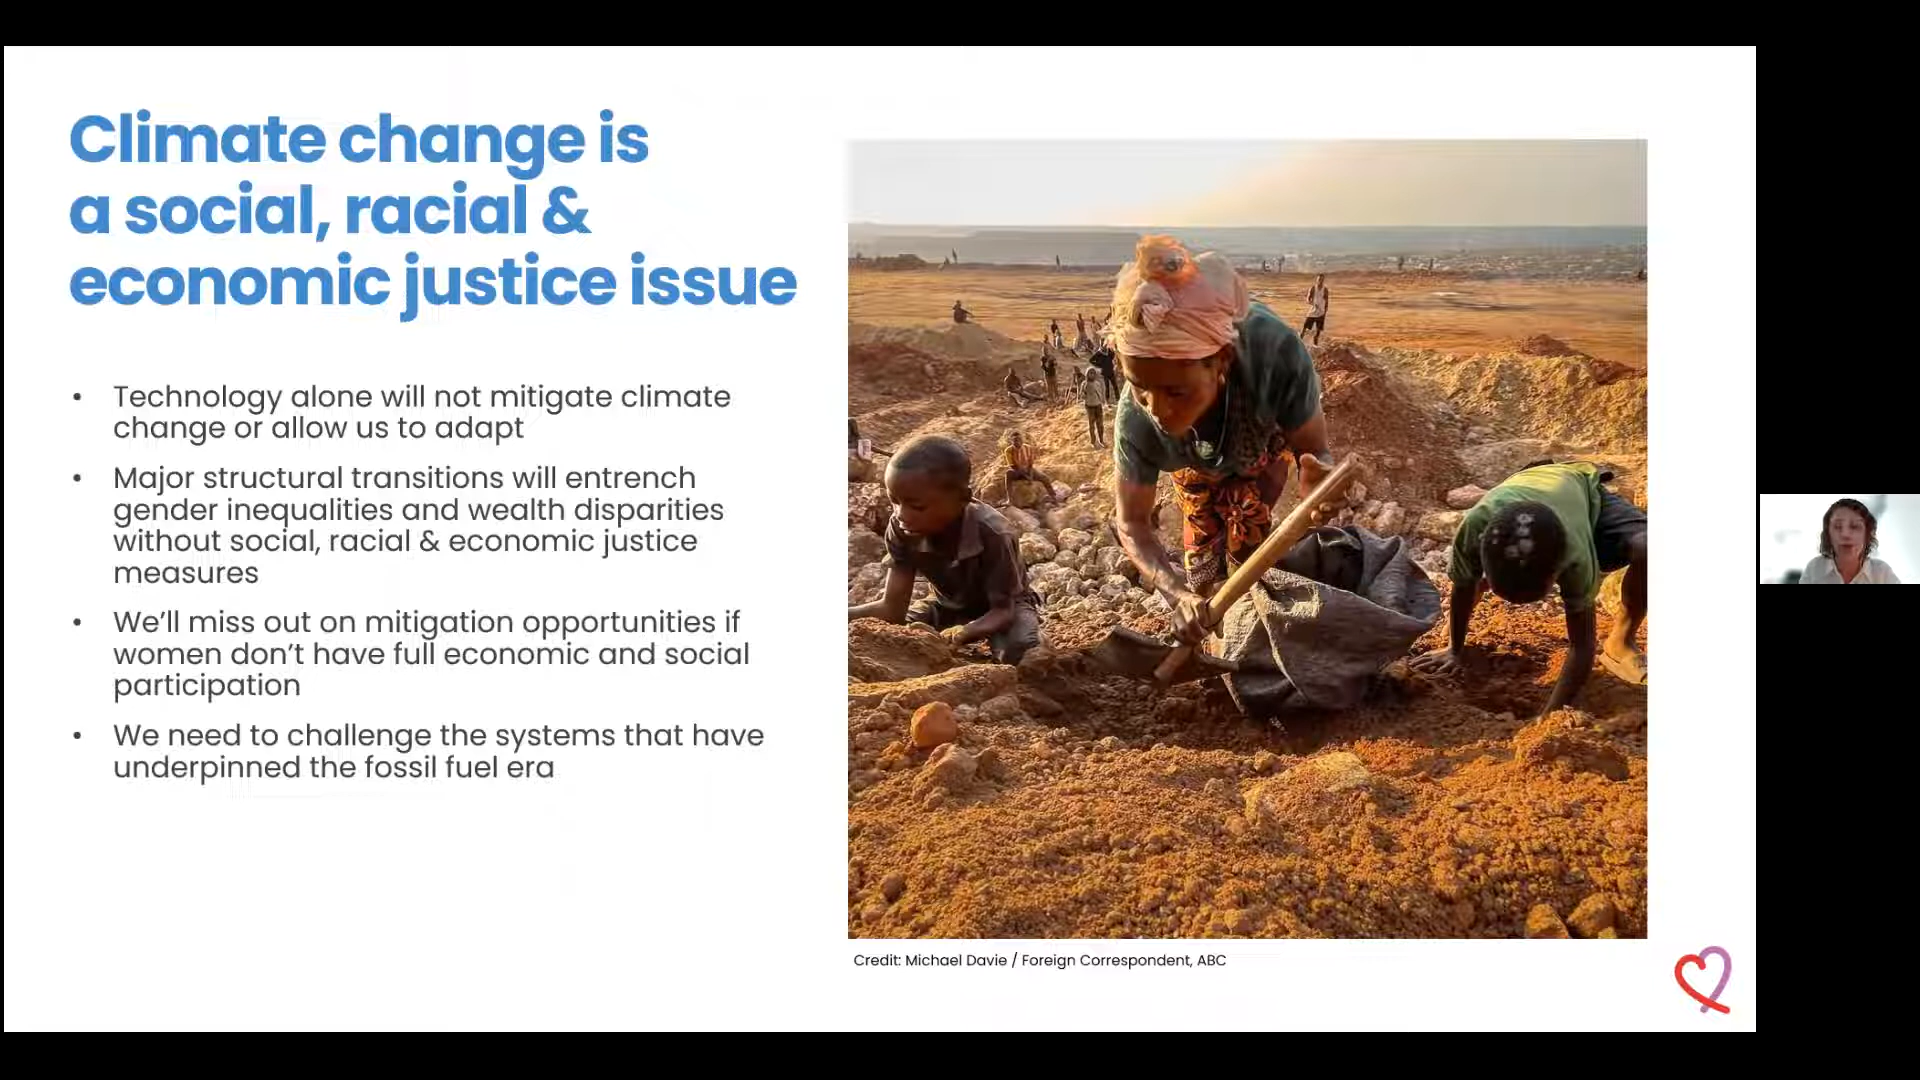 Climate change is
a social, racial &
economic justice issue
• Technology alone will not mitigate climate
change or allow us to adapt
• Major structural transitions will entrench
gender inequalities and wealth disparities
without social, racial & economic justice
measures
• We’ll miss out on mitigation opportunities if
women don’t have full economic and social
participation
• We need to challenge the systems that have
underpinned the fossil fuel era
Credit: Michael Davie / Foreign Correspondent, ABC